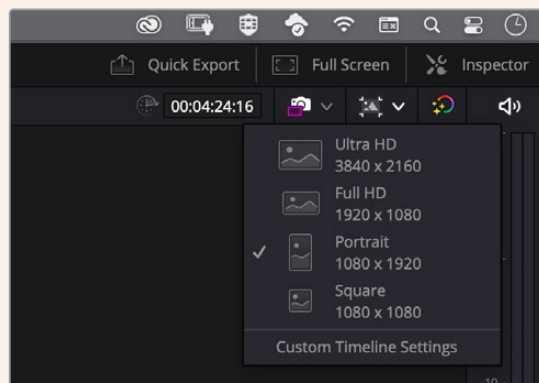 Quick Export
Full Screen
Inspector
00:04:24:16
Ultra HD
3840 x 2160
Full HD
1920 x 1080
Portrait
1080 x 1920
Square
1080 x 1080
Custom Timeline Settings
-10